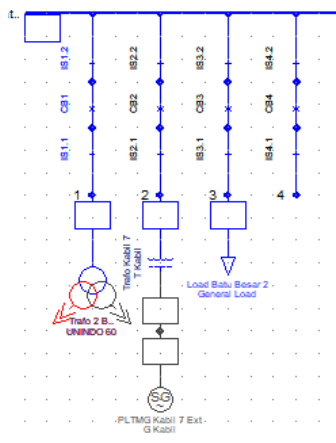 t..
IS1.2
IS2.2
IS3.2
IS4.2
CB1
CB2
CB3
CB4
IS1.1
IS2.1
IS3.1
IS4.1
1
2
3
4
Trafo Kabil 7
T Kabil
Load Batu Besar 2
General Load
Trafo 2 B..
UNINDO 60
SG
~
PLTMG Kabil 7 Ext
G Kabil